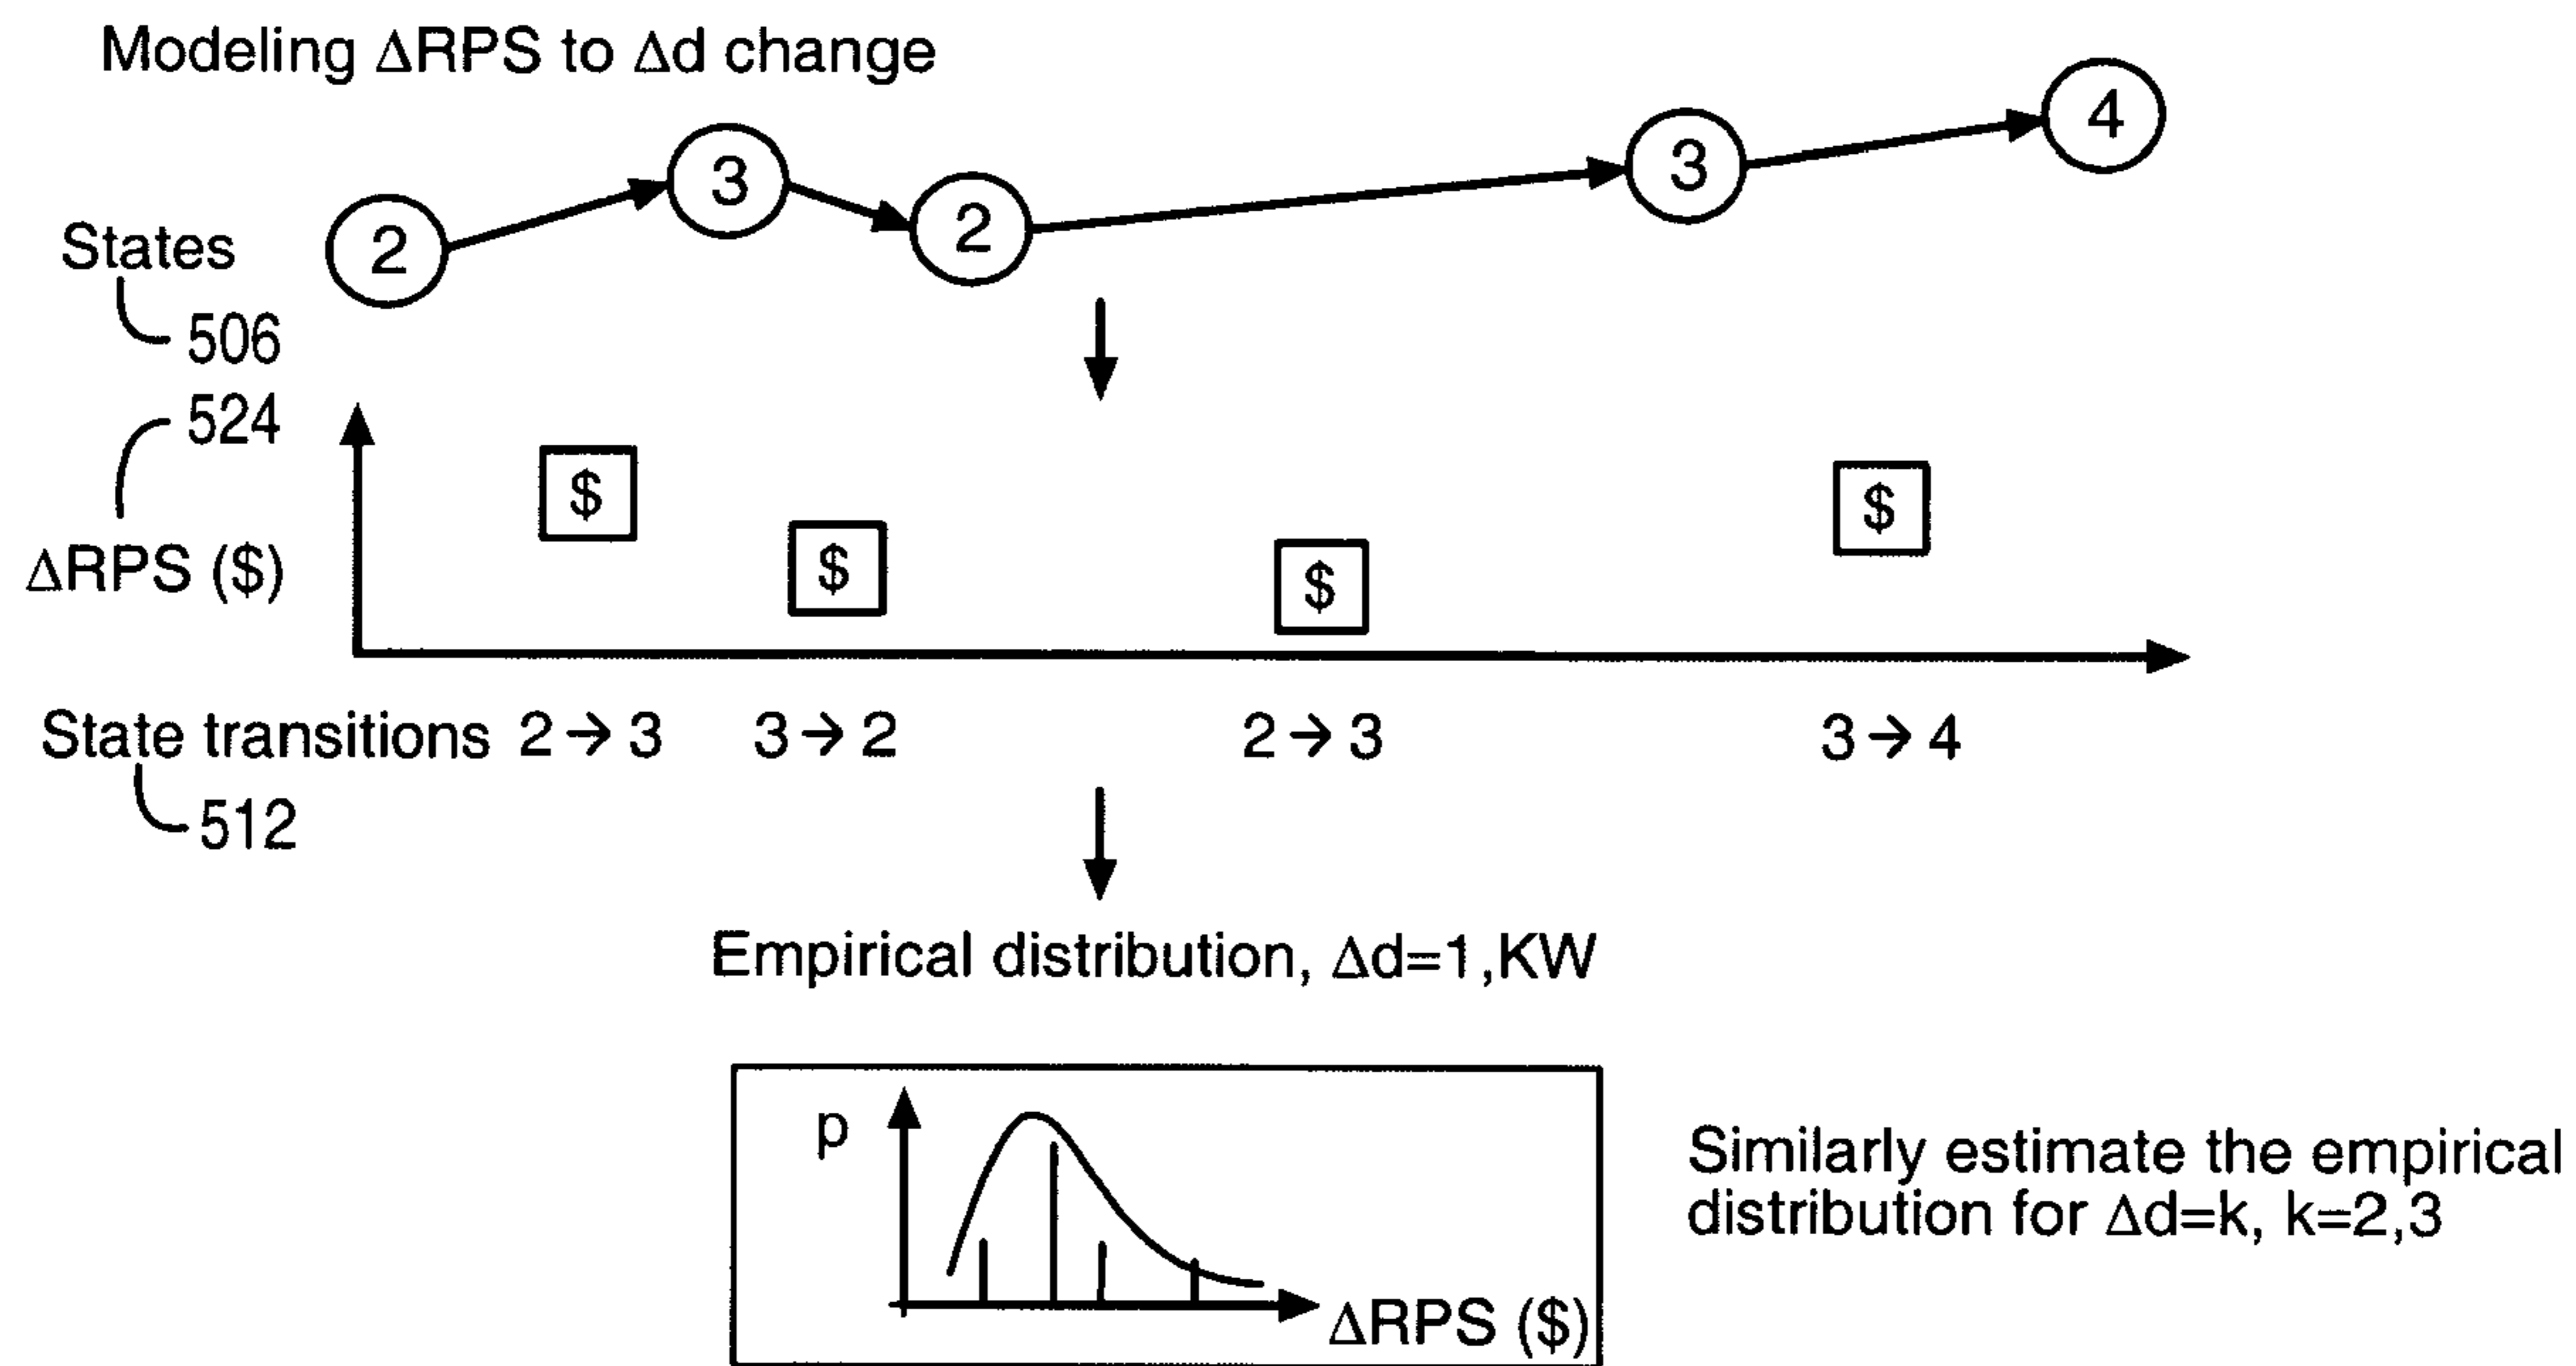 Modeling ΔRPS to Δd change
2 3 2 3 4
States
506
524
ΔRPS ($)
$ $ $ $
State transitions 2→3 3→2 2→3 3→4
512
Empirical distribution, Δd=1,KW
p
ΔRPS ($)
Similarly estimate the empirical
distribution for Δd=k, k=2,3